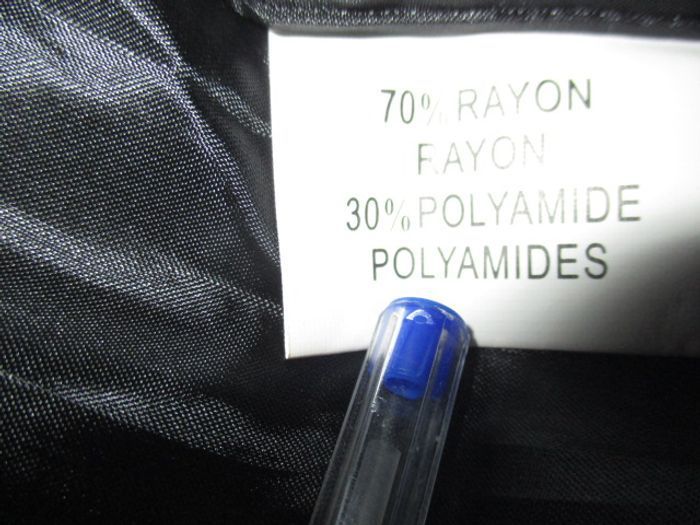 70% RAYON
RAYON
30% POLYAMIDE
POLYAMIDES